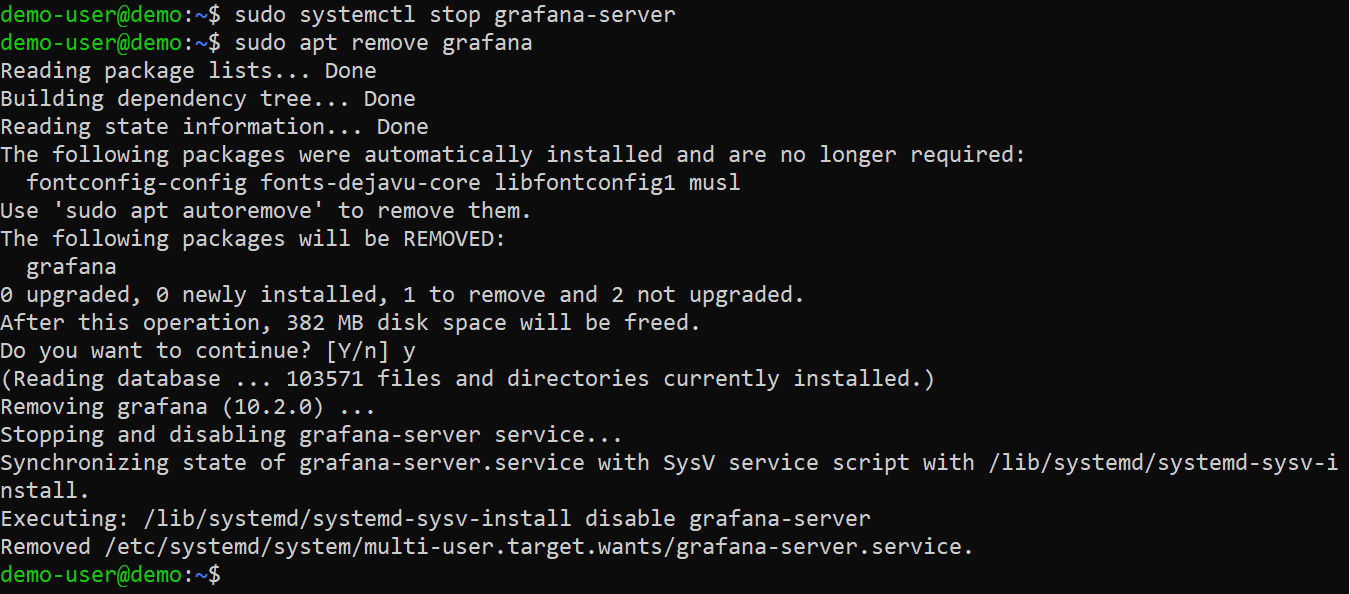 demo-user@demo:~$ sudo systemctl stop grafana-server
demo-user@demo:~$ sudo apt remove grafana
Reading package lists... Done
Building dependency tree... Done
Reading state information... Done
The following packages were automatically installed and are no longer required:
  fontconfig-config fonts-dejavu-core libfontconfig1 musl
Use 'sudo apt autoremove' to remove them.
The following packages will be REMOVED:
  grafana
0 upgraded, 0 newly installed, 1 to remove and 2 not upgraded.
After this operation, 382 MB disk space will be freed.
Do you want to continue? [Y/n] y
(Reading database ... 103571 files and directories currently installed.)
Removing grafana (10.2.0) ...
Stopping and disabling grafana-server service...
Synchronizing state of grafana-server.service with SysV service script with /lib/systemd/systemd-sysv-i
nstall.
Executing: /lib/systemd/systemd-sysv-install disable grafana-server
Removed /etc/systemd/system/multi-user.target.wants/grafana-server.service.
demo-user@demo:~$